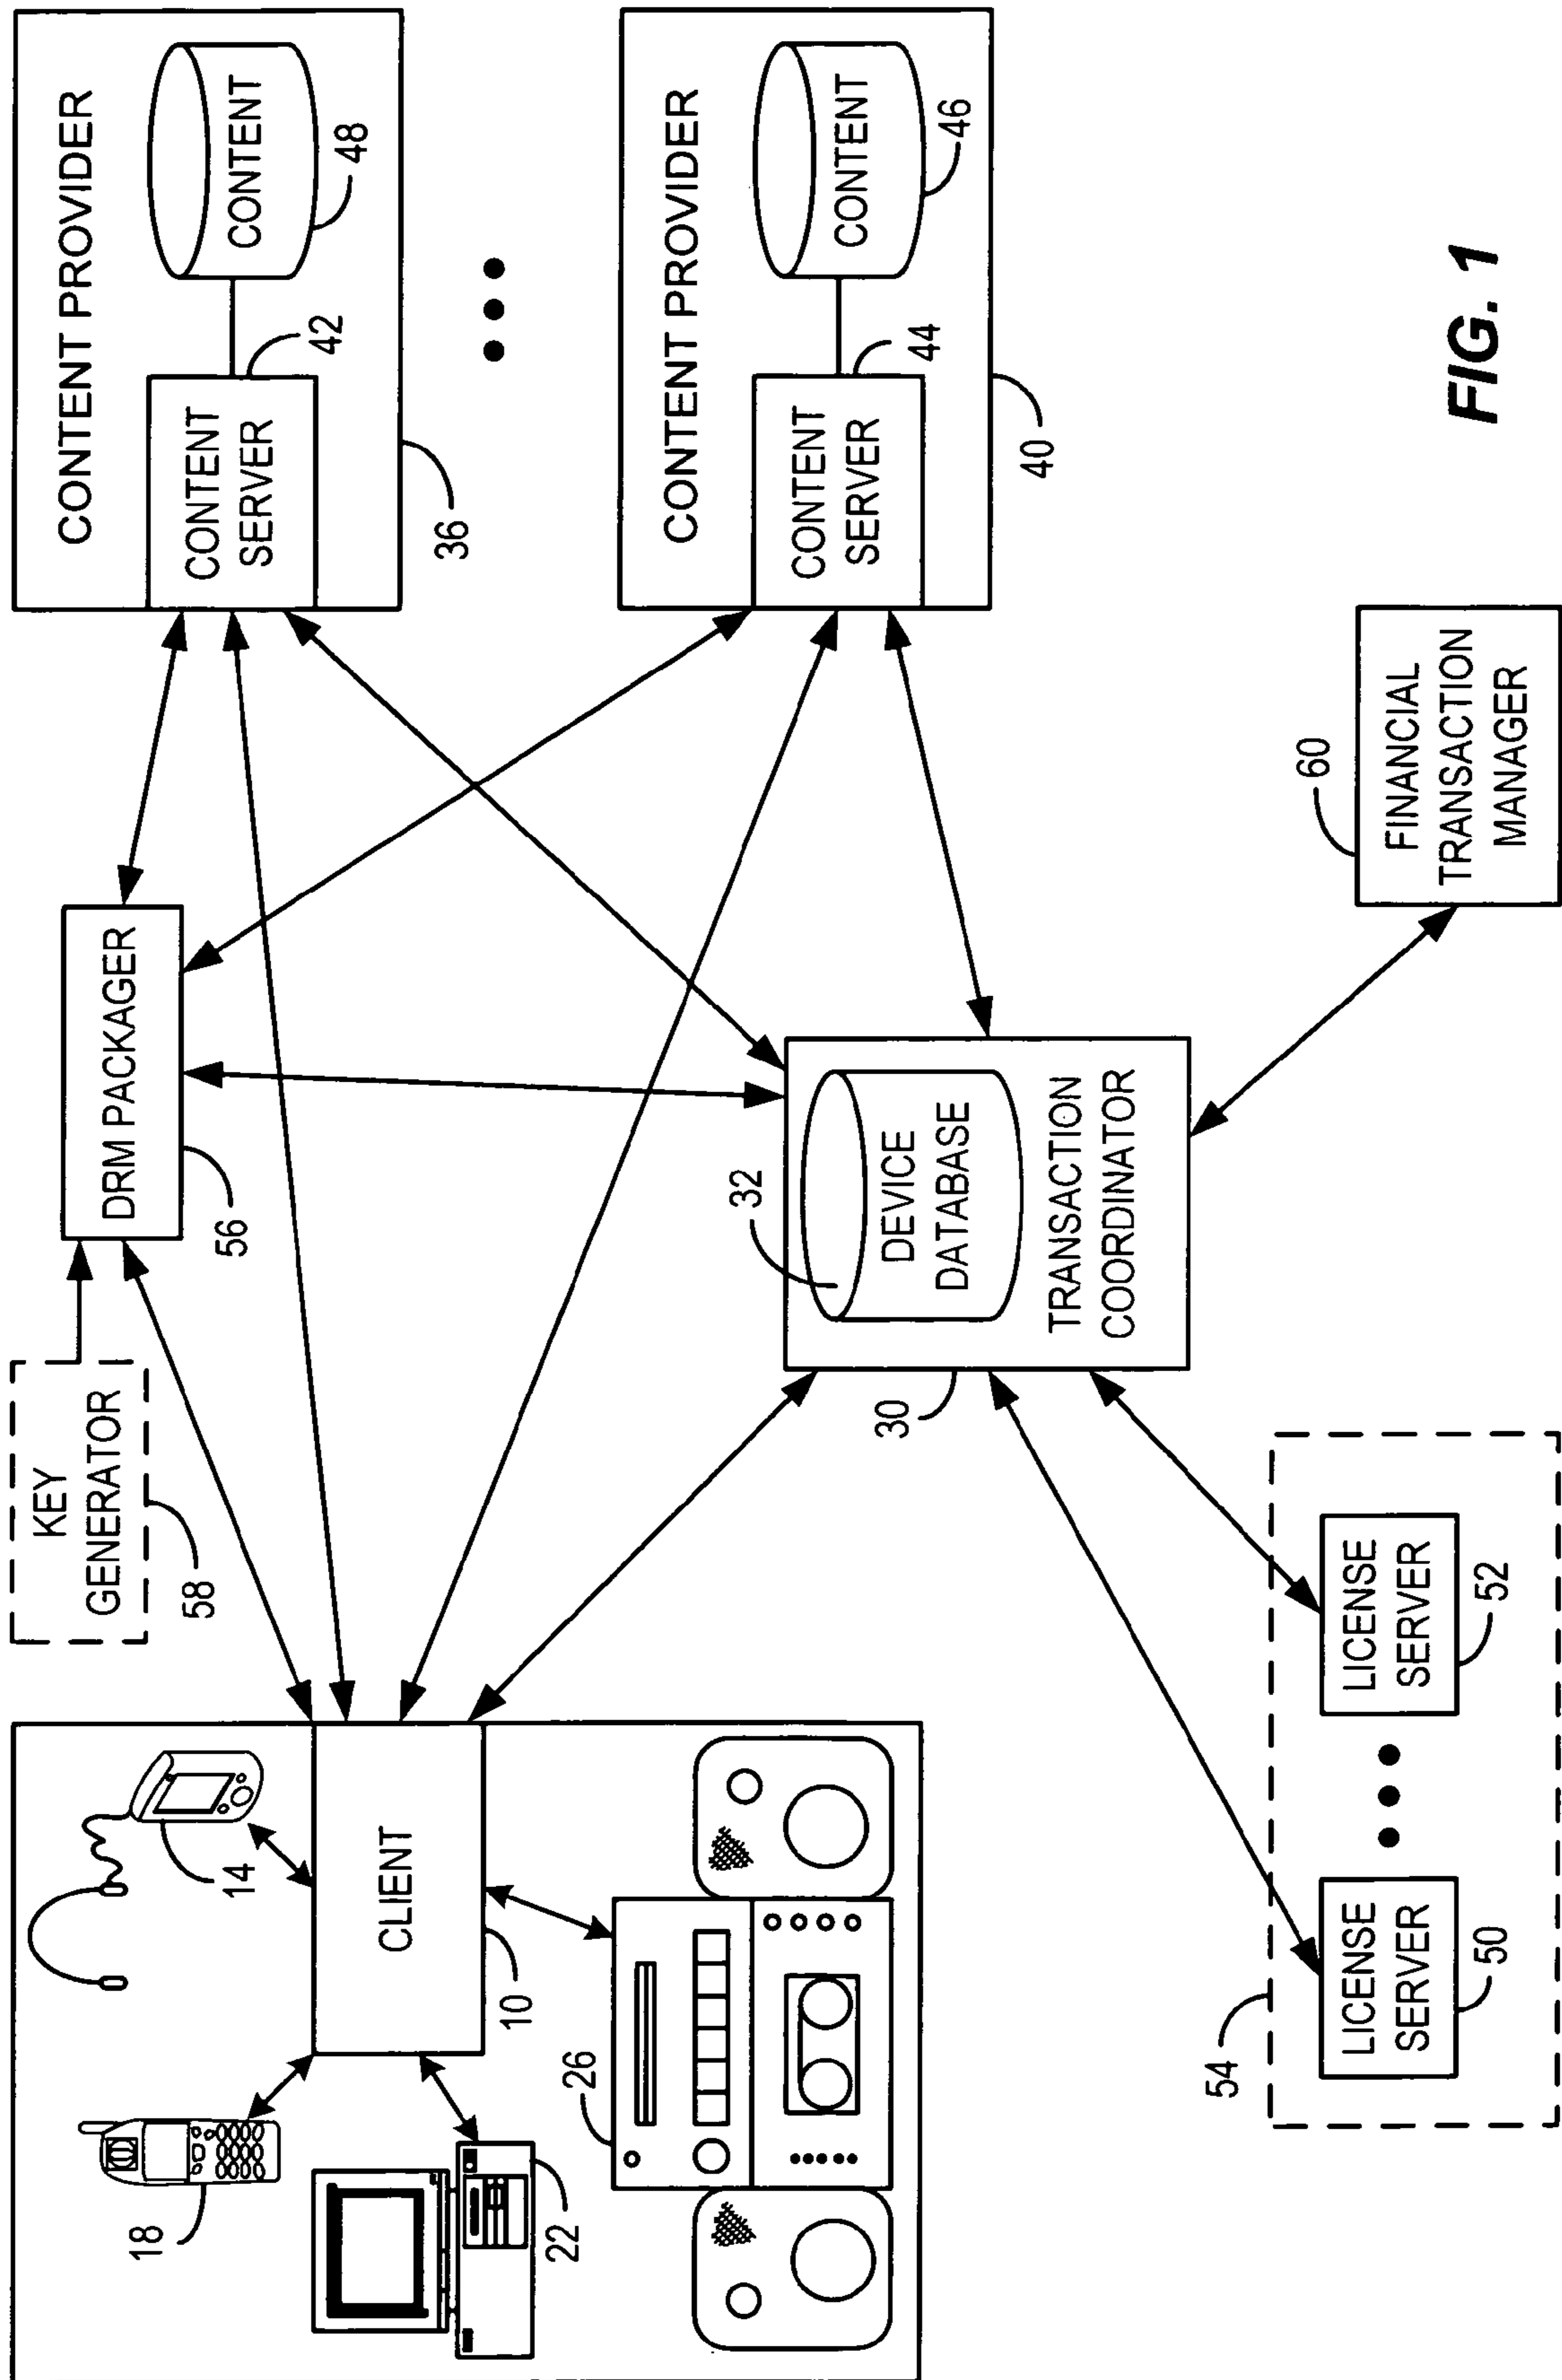 18
14
CLIENT
10
22
26
KEY
GENERATOR
58
DRM PACKAGER
56
CONTENT PROVIDER
CONTENT
SERVER
42
CONTENT
48
36
CONTENT PROVIDER
CONTENT
SERVER
44
CONTENT
46
40
32
DEVICE
DATABASE
TRANSACTION
COORDINATOR
30
54
LICENSE
SERVER
50
LICENSE
SERVER
52
60
FINANCIAL
TRANSACTION
MANAGER
FIG. 1